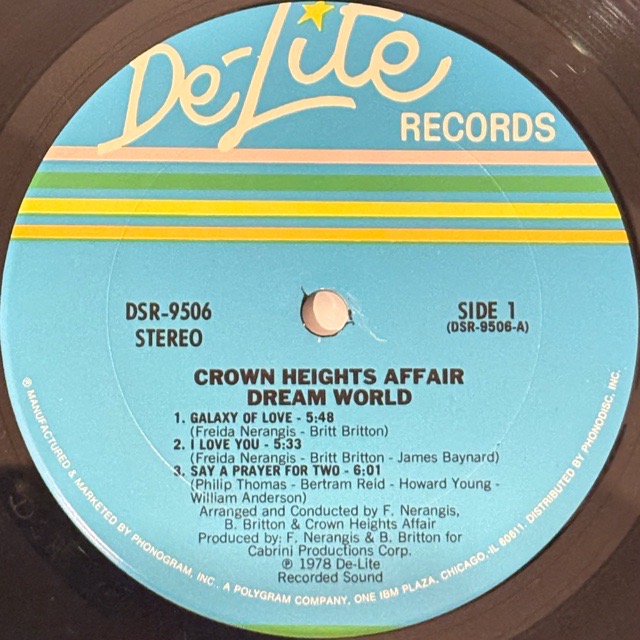 De-Lite
RECORDS
DSR-9506
STEREO
SIDE 1
(DSR-9506-A)
CROWN HEIGHTS AFFAIR
DREAM WORLD
1. GALAXY OF LOVE - 5:48
(Freida Nerangis - Britt Britton)
2. I LOVE YOU - 5:33
(Freida Nerangis - Britt Britton - James Baynard)
3. SAY A PRAYER FOR TWO - 6:01
(Philip Thomas - Bertram Reid - Howard Young -
William Anderson)
Arranged and Conducted by F. Nerangis,
B. Britton & Crown Heights Affair
Produced by: F. Nerangis & B. Britton for
Cabrini Productions Corp.
℗ 1978 De-Lite
Recorded Sound
® MANUFACTURED & MARKETED BY PHONOGRAM, INC., A POLYGRAM COMPANY, ONE IBM PLAZA, CHICAGO, IL 60611. DISTRIBUTED BY PHONODISC, INC.